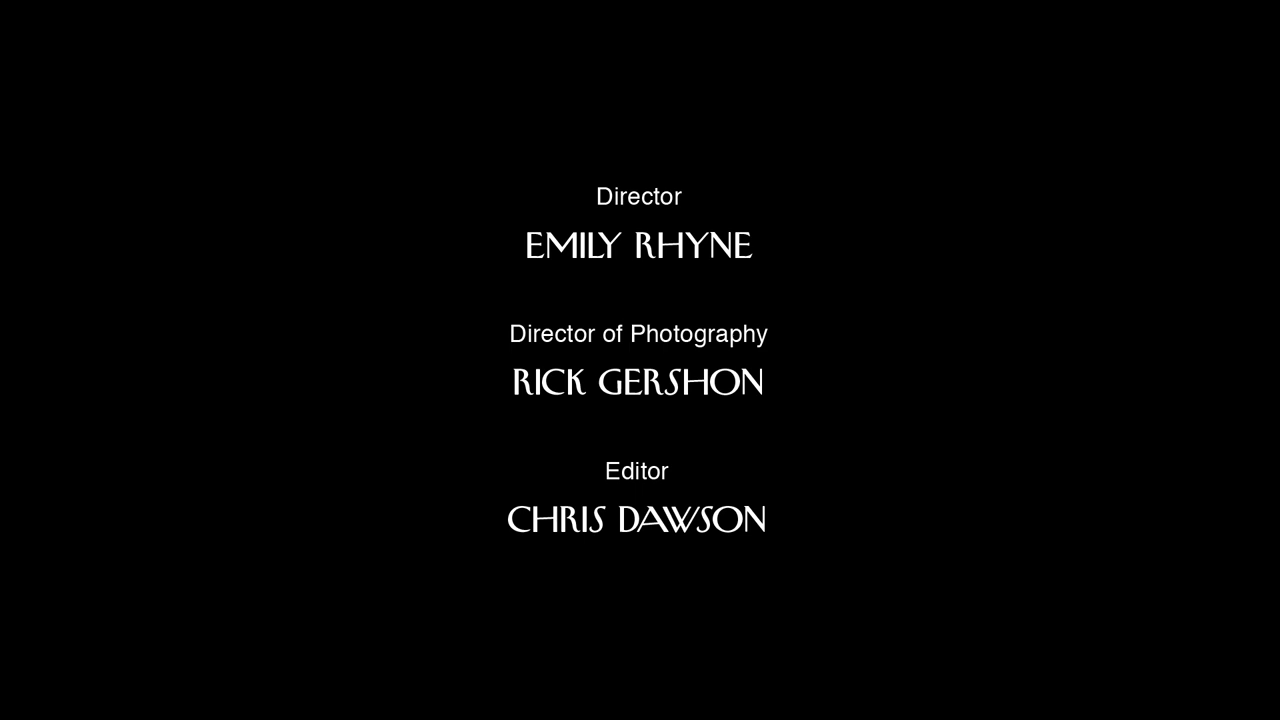 Director
EMILY RHYNE
Director of Photography
RICK GERSHON
Editor
CHRIS DAWSON